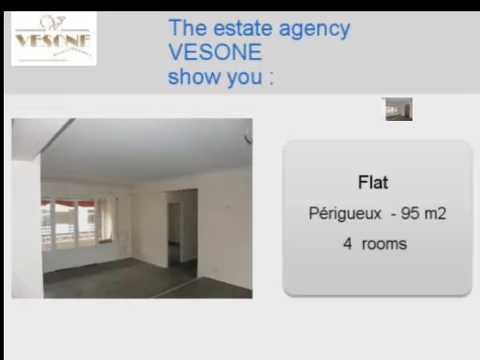 VESONE
The estate agency
VESONE
show you :
Flat
Périgueux - 95 m2
4 rooms